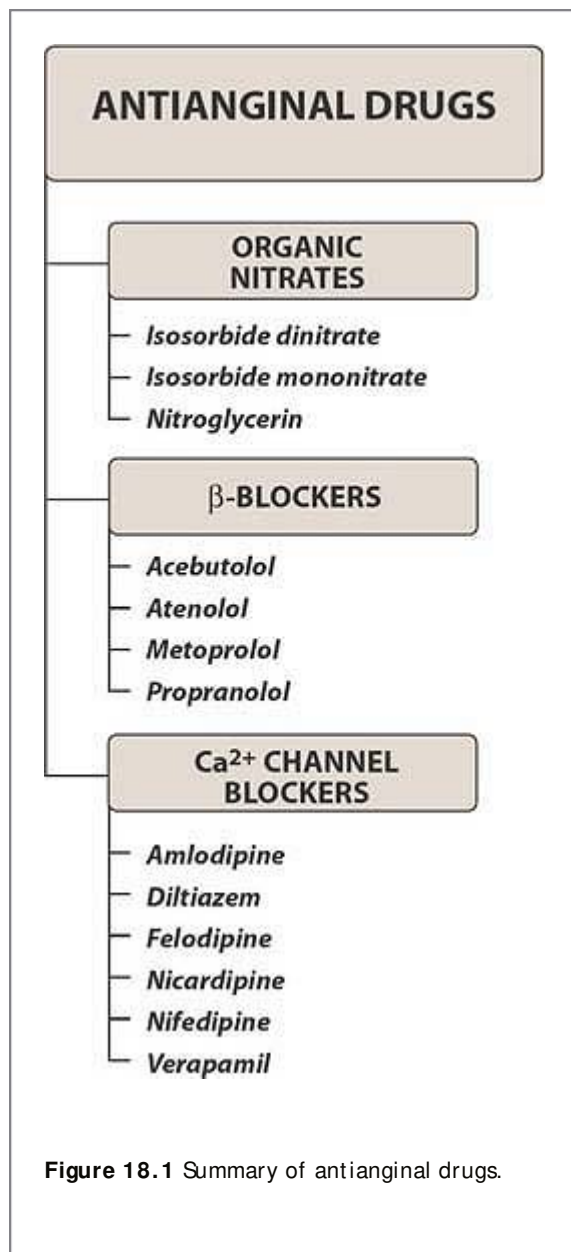 ANTIANGINAL DRUGS
ORGANIC
NITRATES
Isosorbide dinitrate
Isosorbide mononitrate
Nitroglycerin
β-BLOCKERS
Acebutolol
Atenolol
Metoprolol
Propranolol
Ca²⁺ CHANNEL
BLOCKERS
Amlodipine
Diltiazem
Felodipine
Nicardipine
Nifedipine
Verapamil
Figure 18.1 Summary of antianginal drugs.